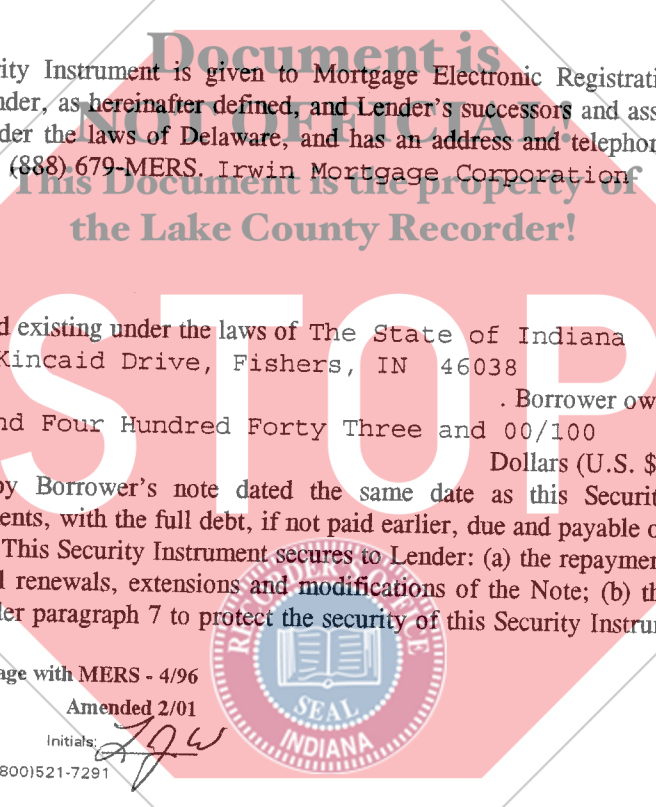 Document is
rity Instrument is given to Mortgage Electronic Registrati
nder, as hereinafter defined, and Lender's successors and ass
NOT OFFICIAL!
der the laws of Delaware, and has an address and telephor
(888) 679-MERS. Irwin Mortgage Corporation
This Document is the property of
the Lake County Recorder!
STOP
d existing under the laws of The State of Indiana
Kincaid Drive, Fishers, IN 46038
. Borrower ow
nd Four Hundred Forty Three and 00/100
Dollars (U.S. $
by Borrower's note dated the same date as this Securit
ents, with the full debt, if not paid earlier, due and payable o
This Security Instrument secures to Lender: (a) the repaymen
l renewals, extensions and modifications of the Note; (b) th
der paragraph 7 to protect the security of this Security Instrum
RECORDER'S OFFICE
SEAL
INDIANA
age with MERS - 4/96
Amended 2/01
Initials: LJW
800)521-7291